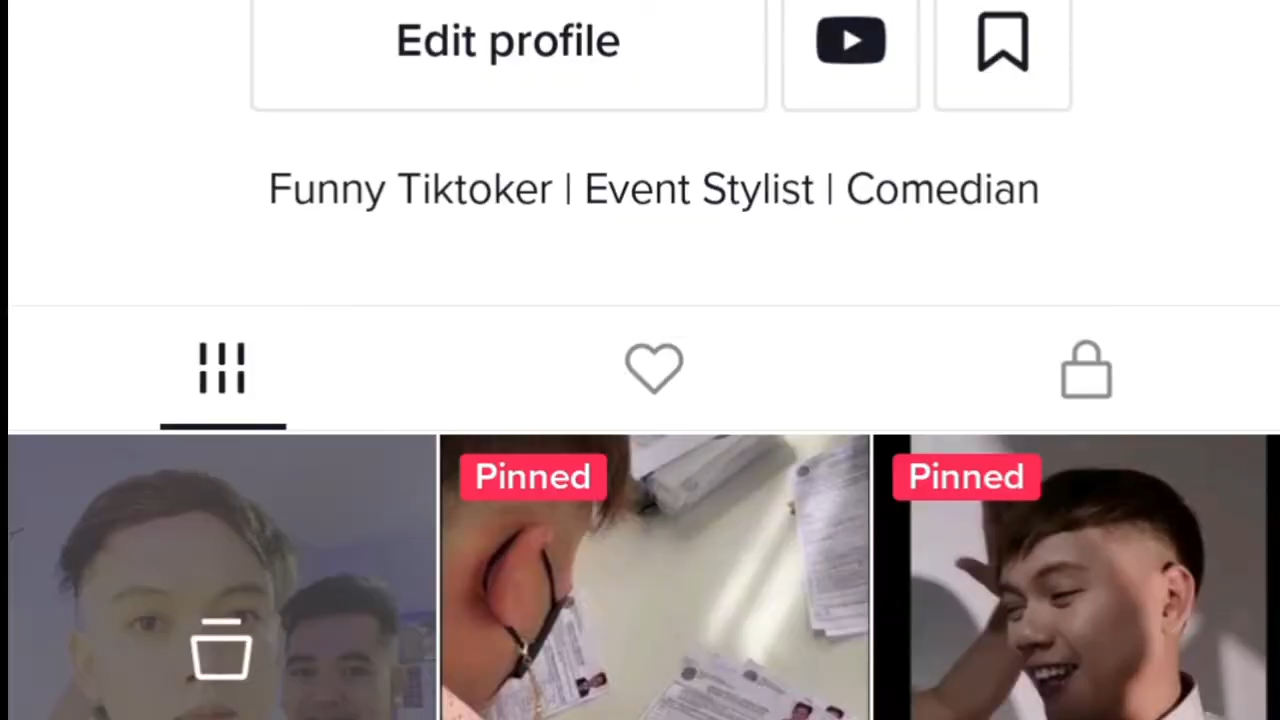 Edit profile
Funny Tiktoker | Event Stylist | Comedian
Pinned
Pinned